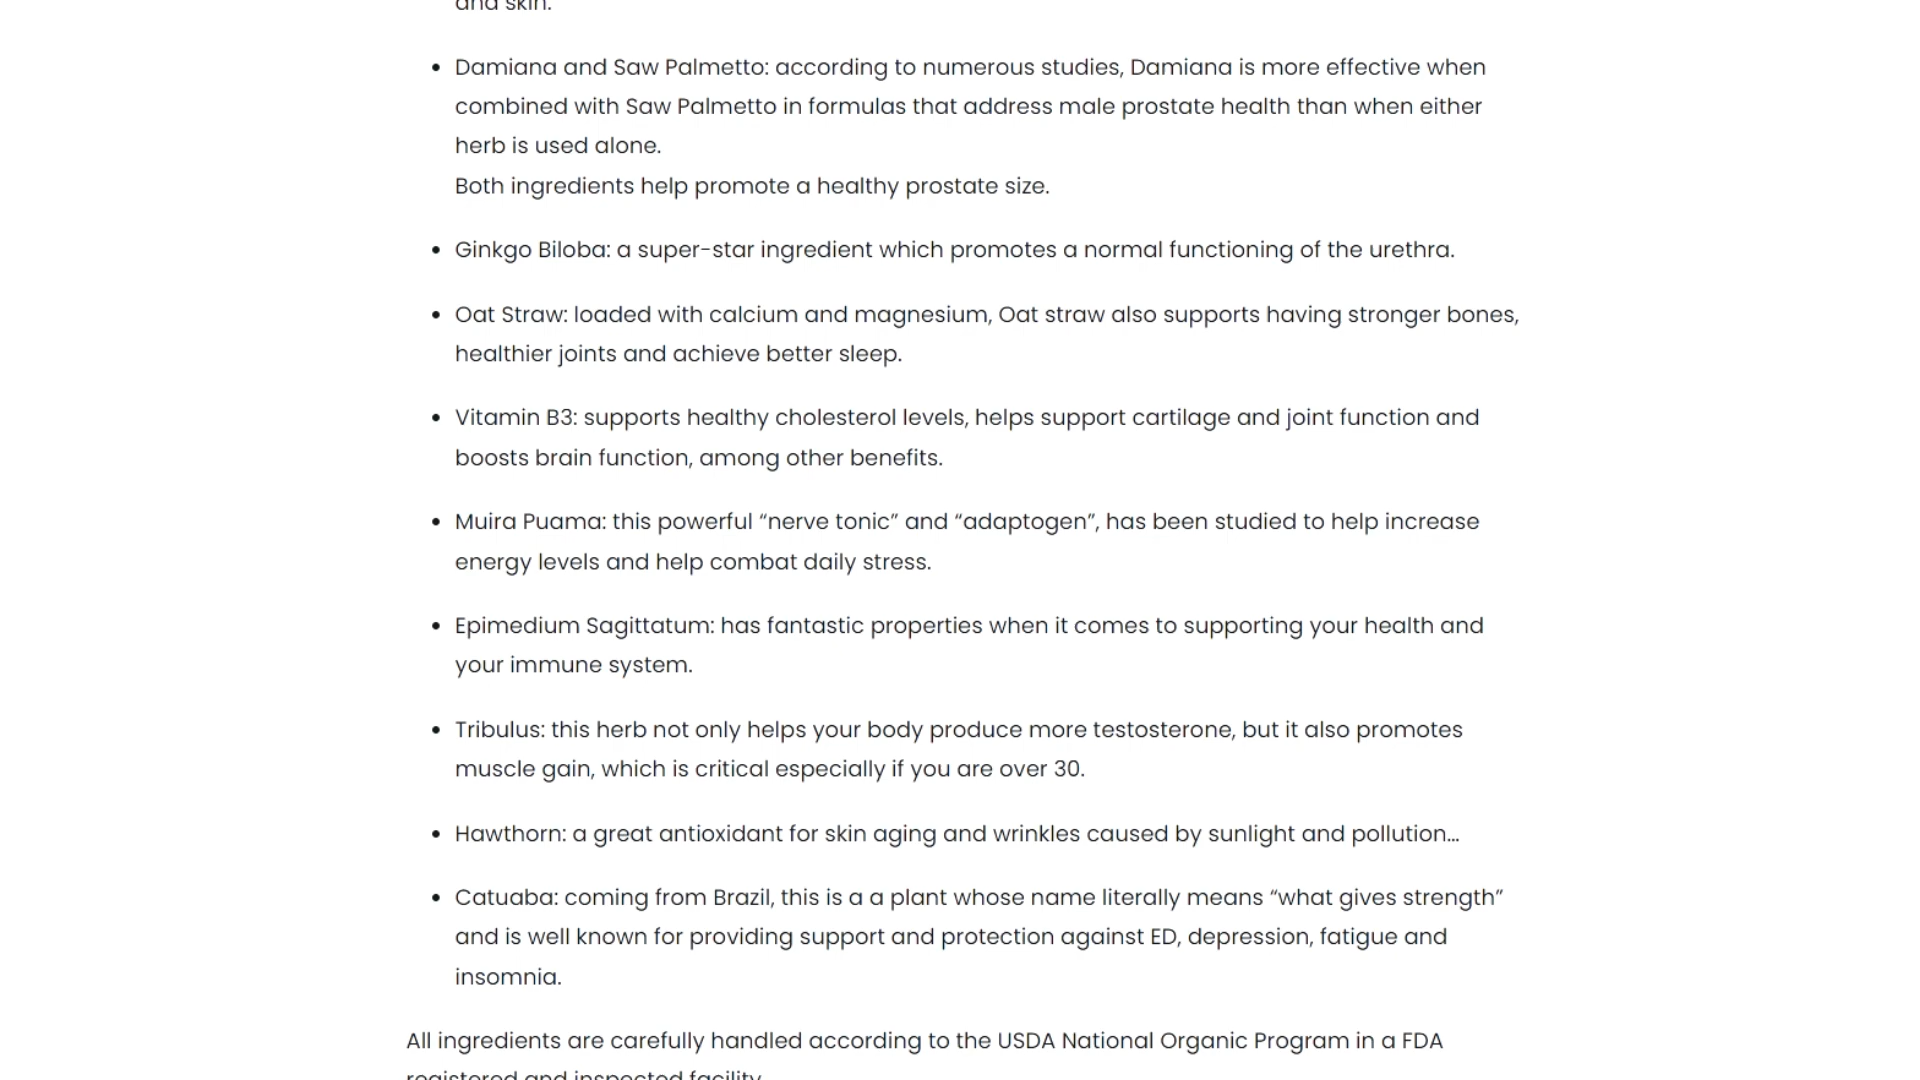 and skin.
• Damiana and Saw Palmetto: according to numerous studies, Damiana is more effective when
combined with Saw Palmetto in formulas that address male prostate health than when either
herb is used alone.
Both ingredients help promote a healthy prostate size.
• Ginkgo Biloba: a super-star ingredient which promotes a normal functioning of the urethra.
• Oat Straw: loaded with calcium and magnesium, Oat straw also supports having stronger bones,
healthier joints and achieve better sleep.
• Vitamin B3: supports healthy cholesterol levels, helps support cartilage and joint function and
boosts brain function, among other benefits.
• Muira Puama: this powerful “nerve tonic” and “adaptogen”, has been studied to help increase
energy levels and help combat daily stress.
• Epimedium Sagittatum: has fantastic properties when it comes to supporting your health and
your immune system.
• Tribulus: this herb not only helps your body produce more testosterone, but it also promotes
muscle gain, which is critical especially if you are over 30.
• Hawthorn: a great antioxidant for skin aging and wrinkles caused by sunlight and pollution...
• Catuaba: coming from Brazil, this is a a plant whose name literally means “what gives strength”
and is well known for providing support and protection against ED, depression, fatigue and
insomnia.
All ingredients are carefully handled according to the USDA National Organic Program in a FDA
registered and inspected facility